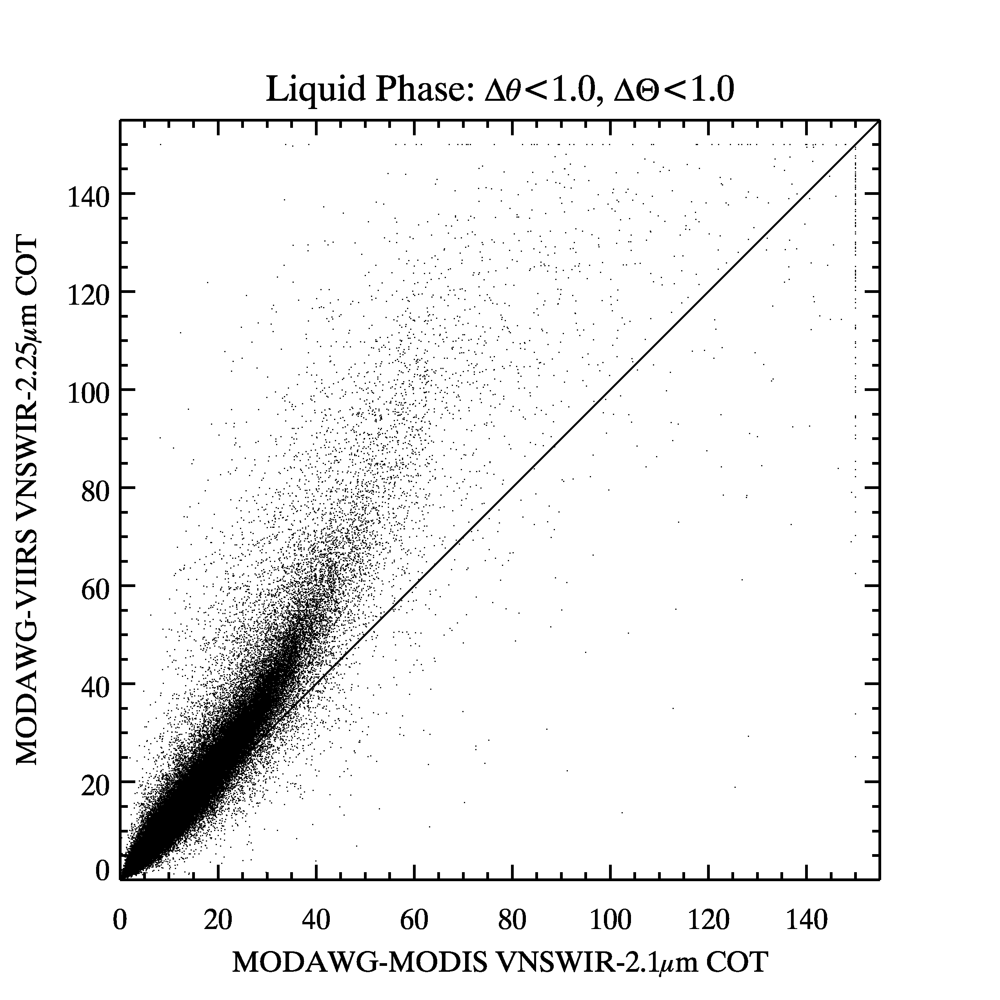 Liquid Phase: Δθ<1.0, ΔΘ<1.0
MODAWG-VIIRS VNSWIR-2.25μm COT
140
120
100
80
60
40
20
0
0 20 40 60 80 100 120 140
MODAWG-MODIS VNSWIR-2.1μm COT